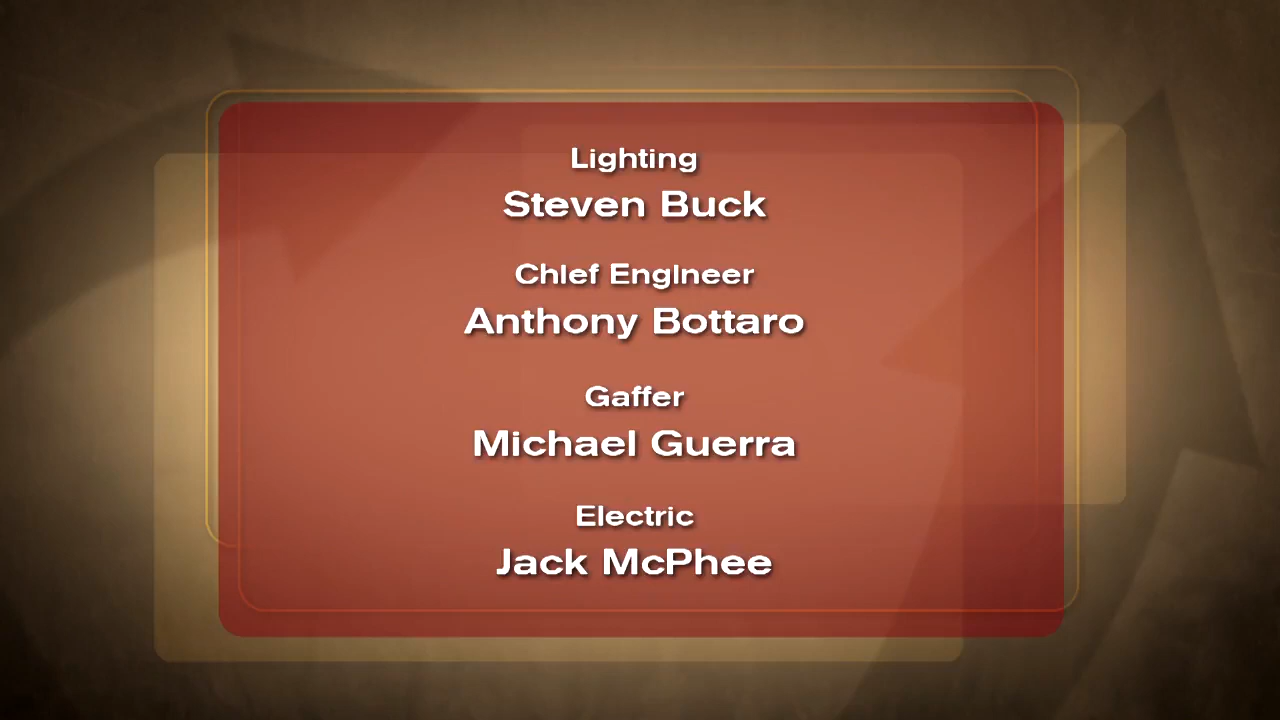 Lighting
Steven Buck
Chief Engineer
Anthony Bottaro
Gaffer
Michael Guerra
Electric
Jack McPhee